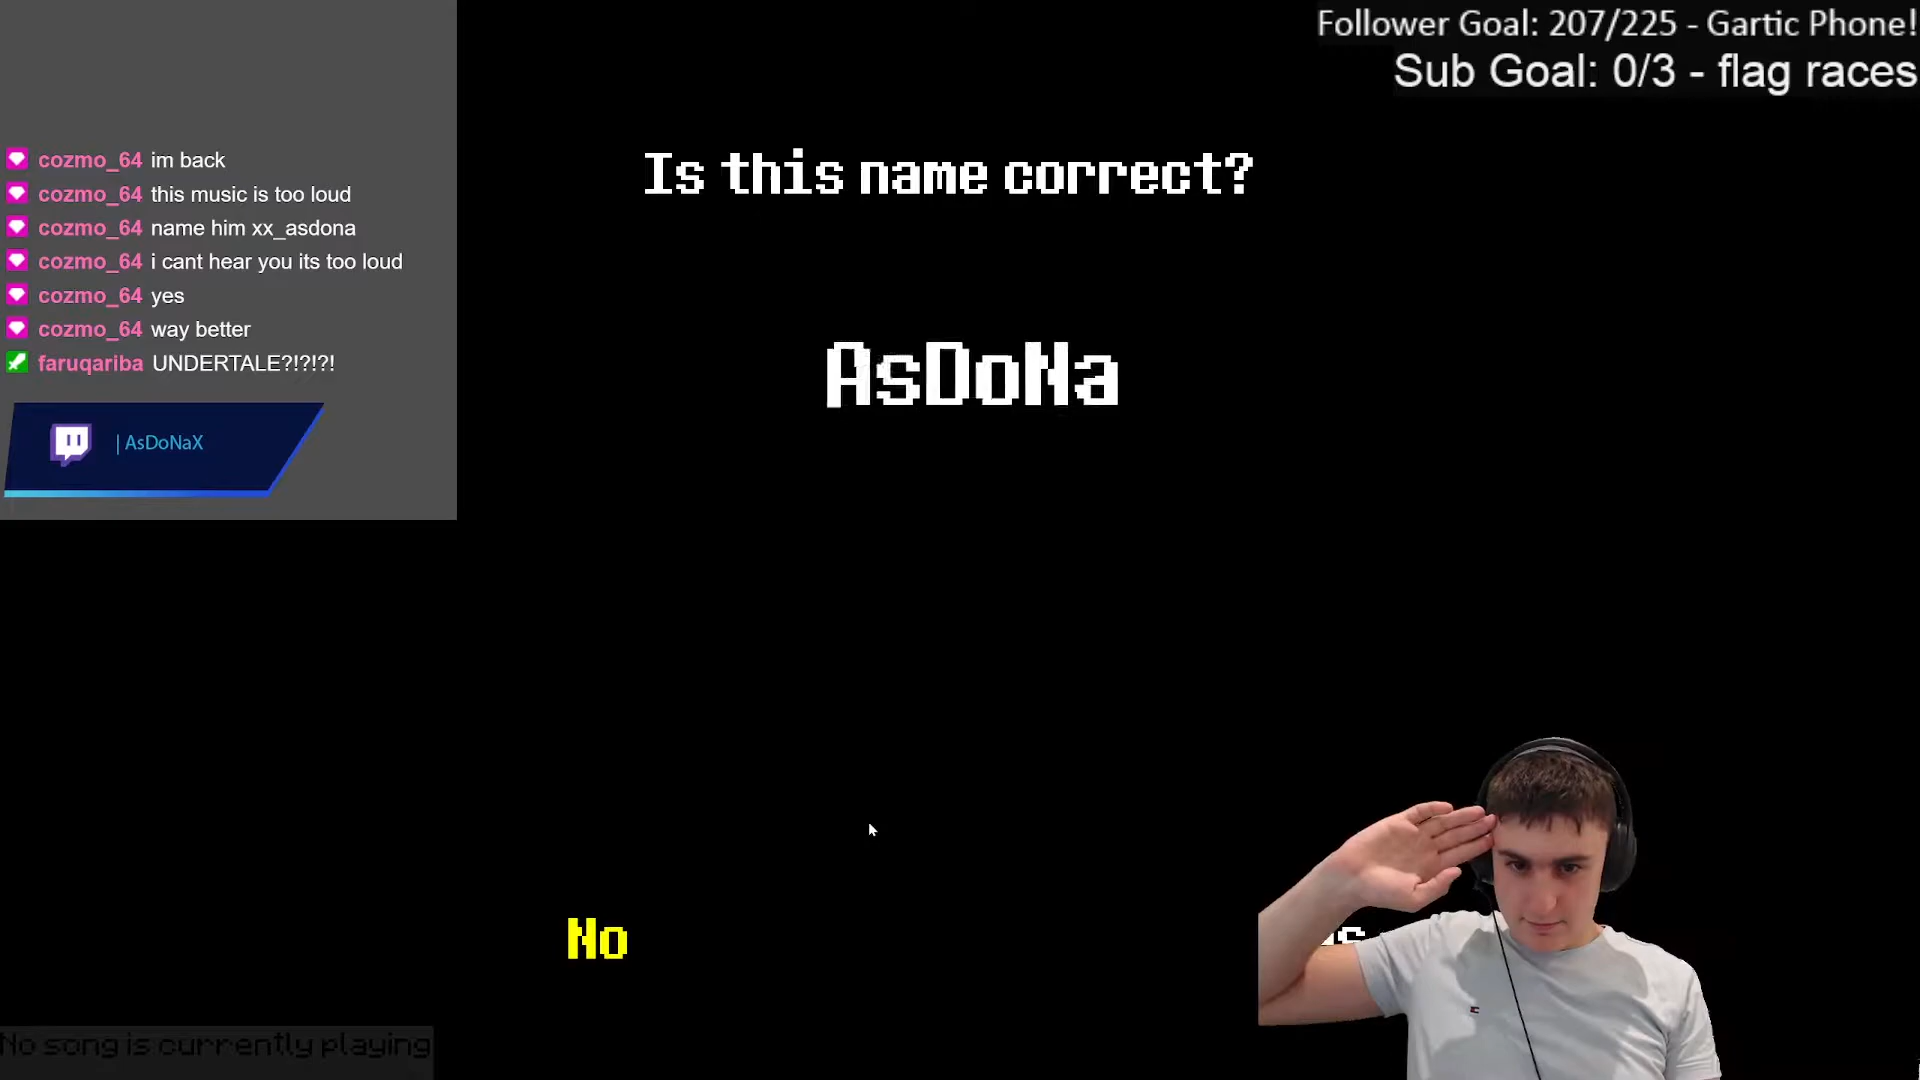 Follower Goal: 207/225 - Gartic Phone!
Sub Goal: 0/3 - flag races
cozmo_64 im back
cozmo_64 this music is too loud
cozmo_64 name him xx_asdona
cozmo_64 i cant hear you its too loud
cozmo_64 yes
cozmo_64 way better
faruqariba UNDERTALE?!?!?!
| AsDoNaX
Is this name correct?
AsDoNa
No
No song is currently playing